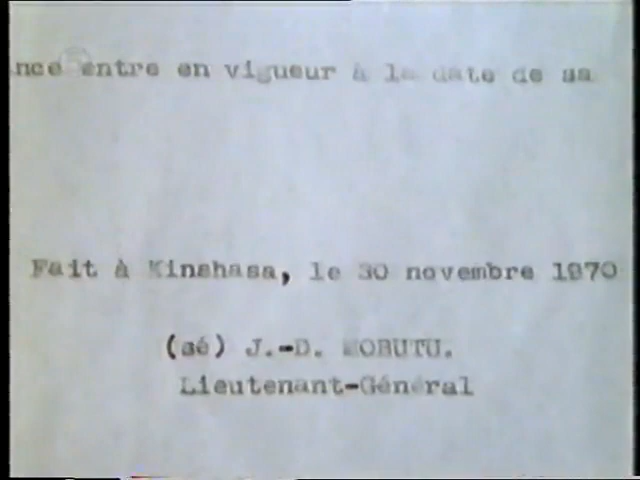 nce entre en vigueur à la date de sa
Fait à Kinshasa, le 30 novembre 1970
(sé) J.-D. MOBUTU.
Lieutenant-Général